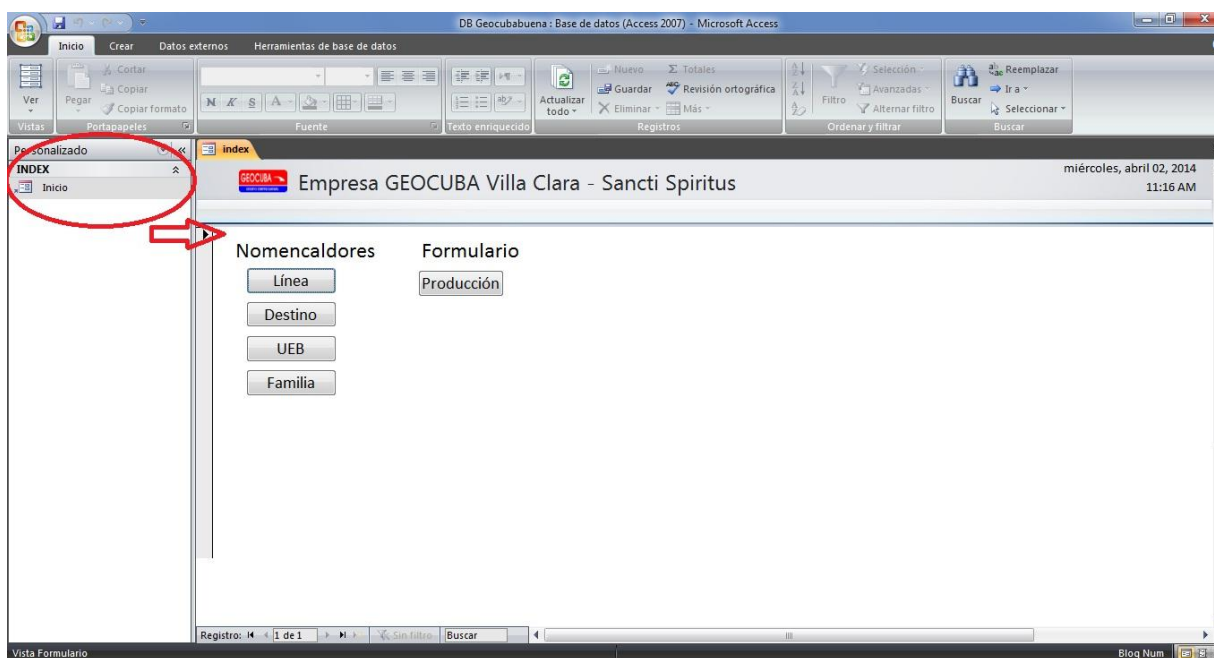 DB Geocubabuena : Base de datos (Access 2007) - Microsoft Access
Inicio Crear Datos externos Herramientas de base de datos
Ver
Vistas
Pegar
Cortar
Copiar
Copiar formato
Portapapeles
N K S A
Fuente
Texto enriquecido
Actualizar todo
Nuevo
Guardar
Eliminar
Totales
Revisión ortográfica
Más
Registros
Filtro
Selección
Avanzadas
Alternar filtro
Ordenar y filtrar
Buscar
Reemplazar
Ir a
Seleccionar
Buscar
Personalizado
INDEX
Inicio
index
GEOCUBA
Empresa GEOCUBA Villa Clara - Sancti Spiritus
miércoles, abril 02, 2014
11:16 AM
Nomencaldores Formulario
Línea Producción
Destino
UEB
Familia
Registro: 1 de 1 Sin filtro Buscar
Vista Formulario Bloq Num